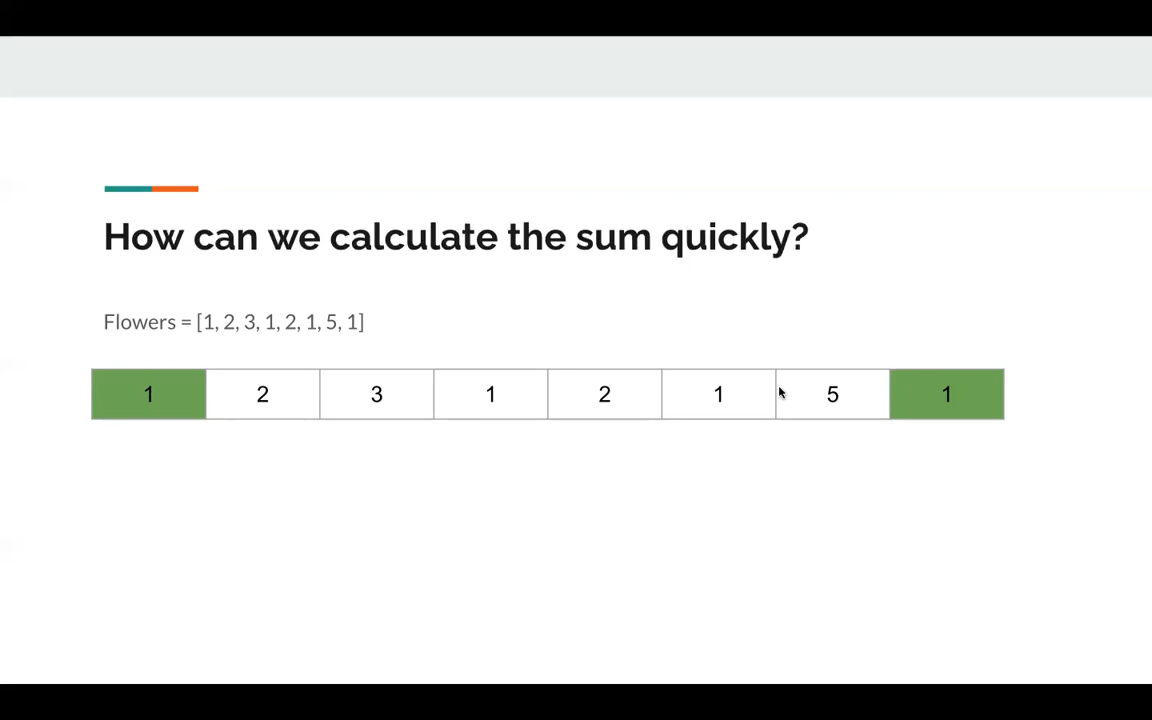 How can we calculate the sum quickly?
Flowers = [1, 2, 3, 1, 2, 1, 5, 1]
1 2 3 1 2 1 5 1